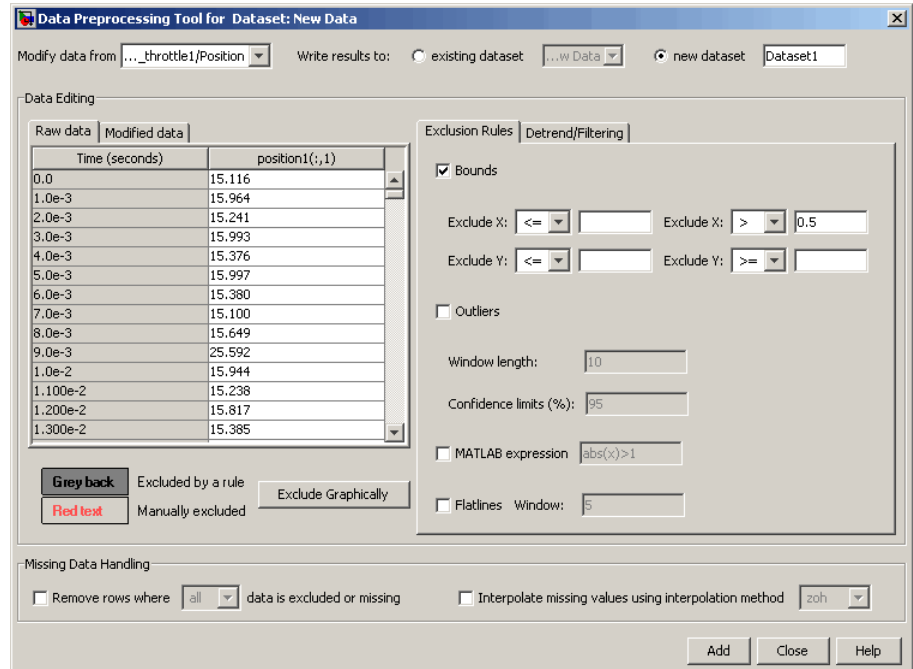 Data Preprocessing Tool for Dataset: New Data
Modify data from ..._throttle1/Position Write results to: existing dataset ...w Data new dataset Dataset1
Data Editing
Raw data Modified data
Time (seconds) position1(:,1)
0.0 15.116
1.0e-3 15.964
2.0e-3 15.241
3.0e-3 15.993
4.0e-3 15.376
5.0e-3 15.997
6.0e-3 15.380
7.0e-3 15.100
8.0e-3 15.649
9.0e-3 25.592
1.0e-2 15.944
1.100e-2 15.238
1.200e-2 15.817
1.300e-2 15.385
Grey back Excluded by a rule
Red text Manually excluded
Exclude Graphically
Exclusion Rules Detrend/Filtering
Bounds
Exclude X: <= Exclude X: > 0.5
Exclude Y: <= Exclude Y: >=
Outliers
Window length: 10
Confidence limits (%): 95
MATLAB expression abs(x)>1
Flatlines Window: 5
Missing Data Handling
Remove rows where all data is excluded or missing Interpolate missing values using interpolation method zoh
Add Close Help